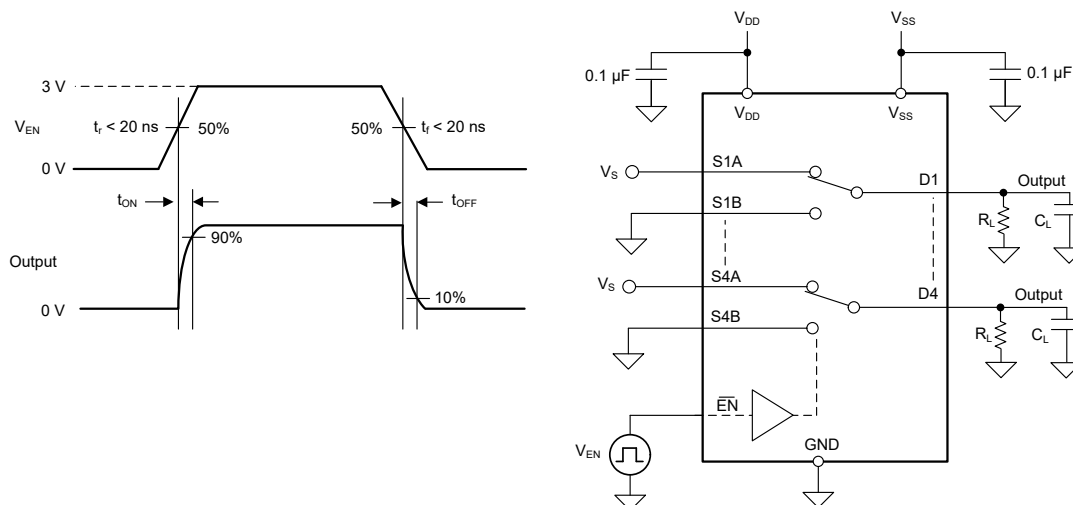 3 V
V_EN
0 V
t_r < 20 ns
50%
50%
t_f < 20 ns
t_ON
t_OFF
90%
Output
10%
0 V
V_DD
V_SS
0.1 µF
0.1 µF
V_DD
V_SS
V_S
S1A
D1
Output
S1B
R_L
C_L
V_S
S4A
D4
Output
S4B
R_L
C_L
E̅N̅
V_EN
GND